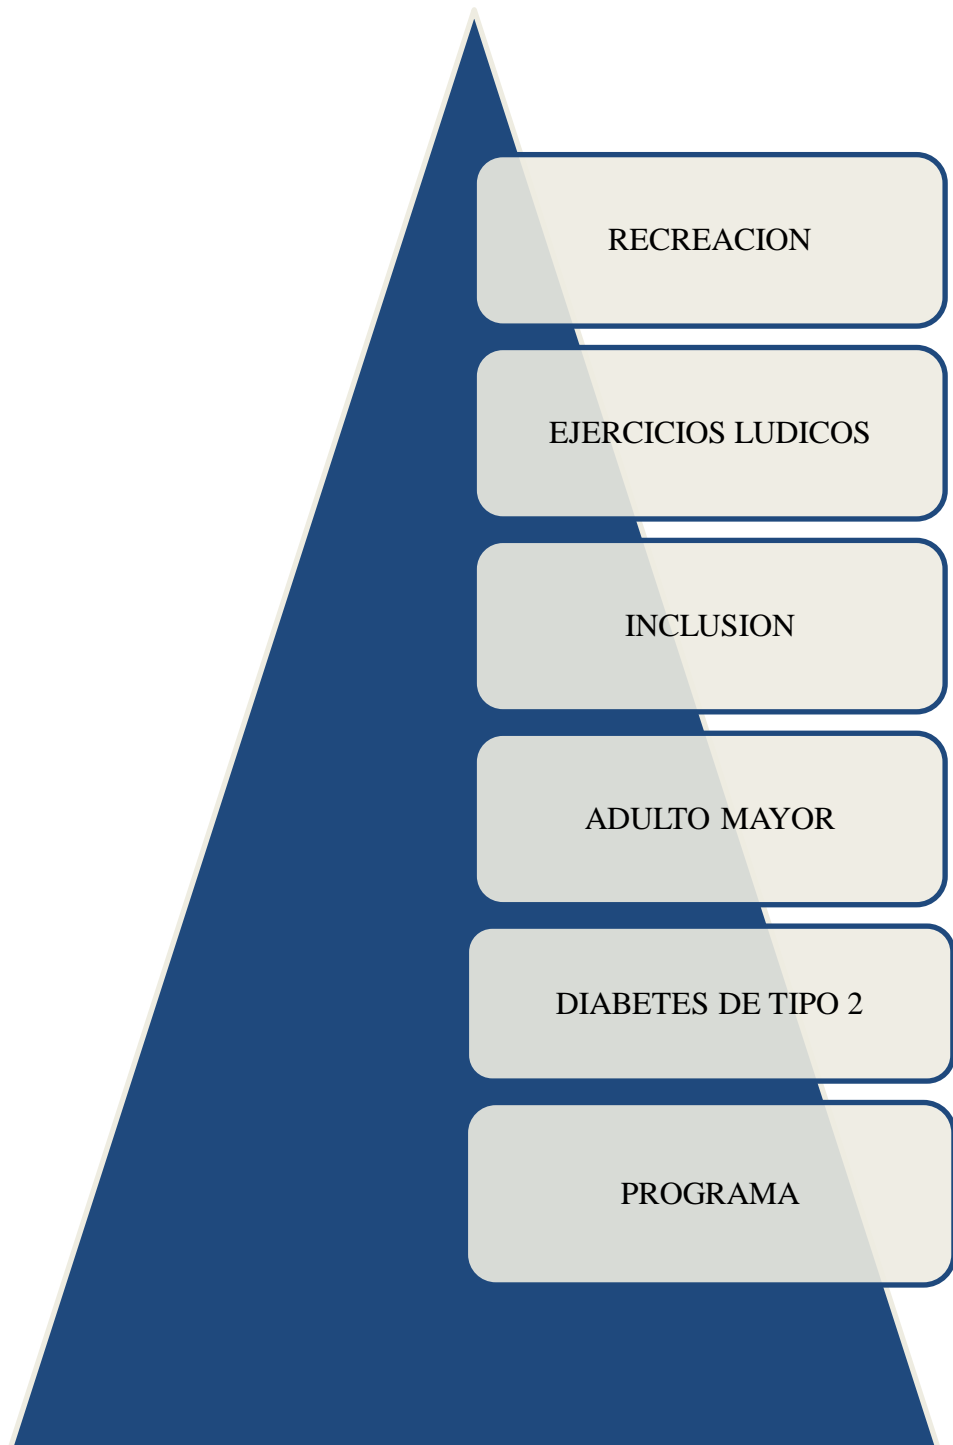 RECREACION
EJERCICIOS LUDICOS
INCLUSION
ADULTO MAYOR
DIABETES DE TIPO 2
PROGRAMA